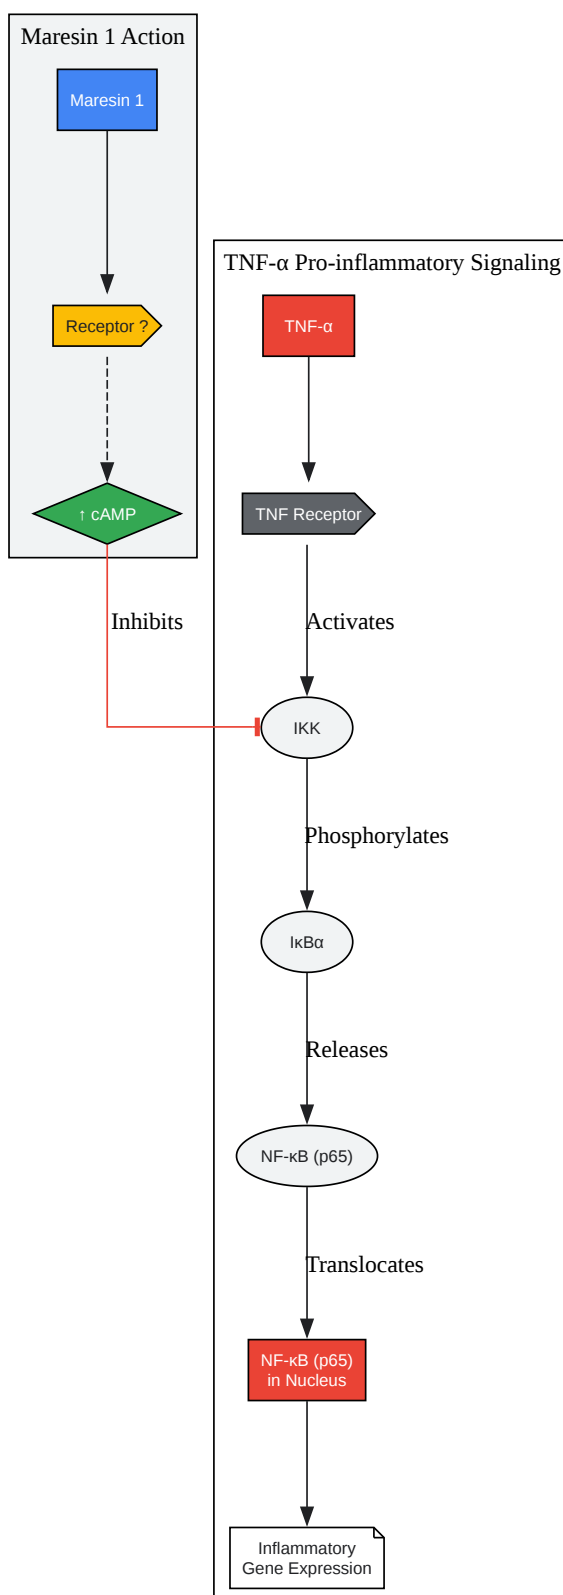 Maresin 1 Action
Maresin 1
Receptor ?
↑ cAMP
Inhibits
TNF-α Pro-inflammatory Signaling
TNF-α
TNF Receptor
Activates
IKK
Phosphorylates
IκBα
Releases
NF-κB (p65)
Translocates
NF-κB (p65)
in Nucleus
Inflammatory
Gene Expression